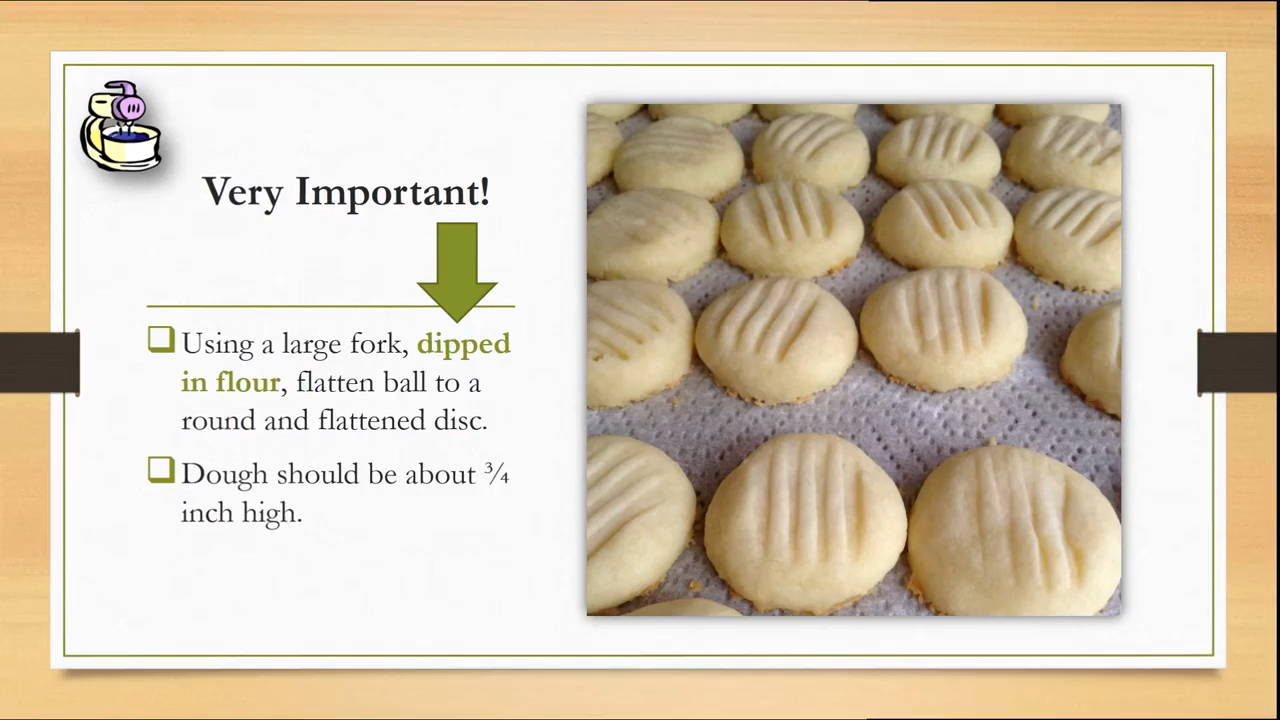 Very Important!
Using a large fork, dipped
in flour, flatten ball to a
round and flattened disc.
Dough should be about ¾
inch high.